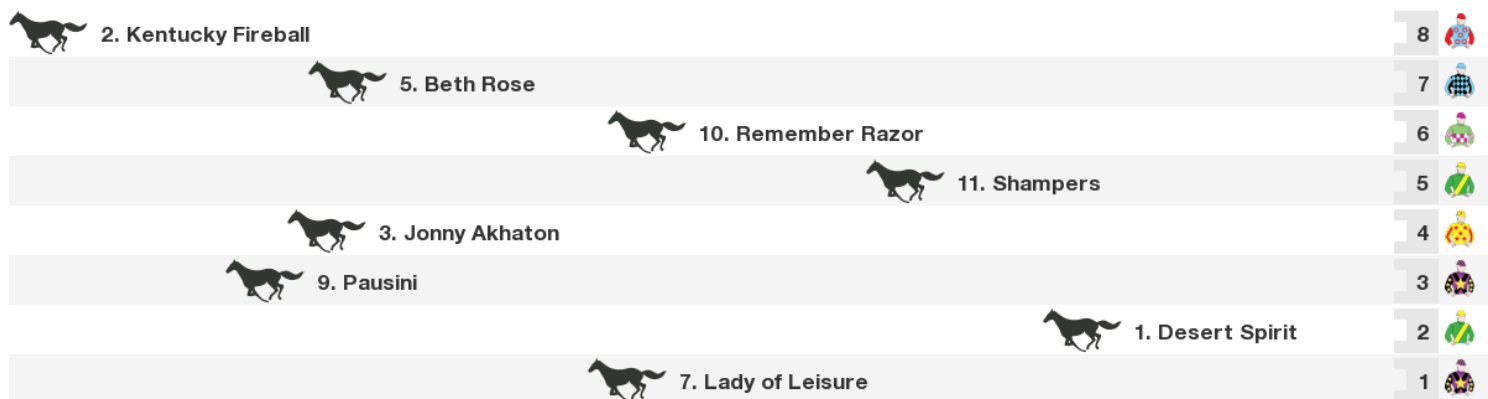 2. Kentucky Fireball 8
5. Beth Rose 7
10. Remember Razor 6
11. Shampers 5
3. Jonny Akhaton 4
9. Pausini 3
1. Desert Spirit 2
7. Lady of Leisure 1